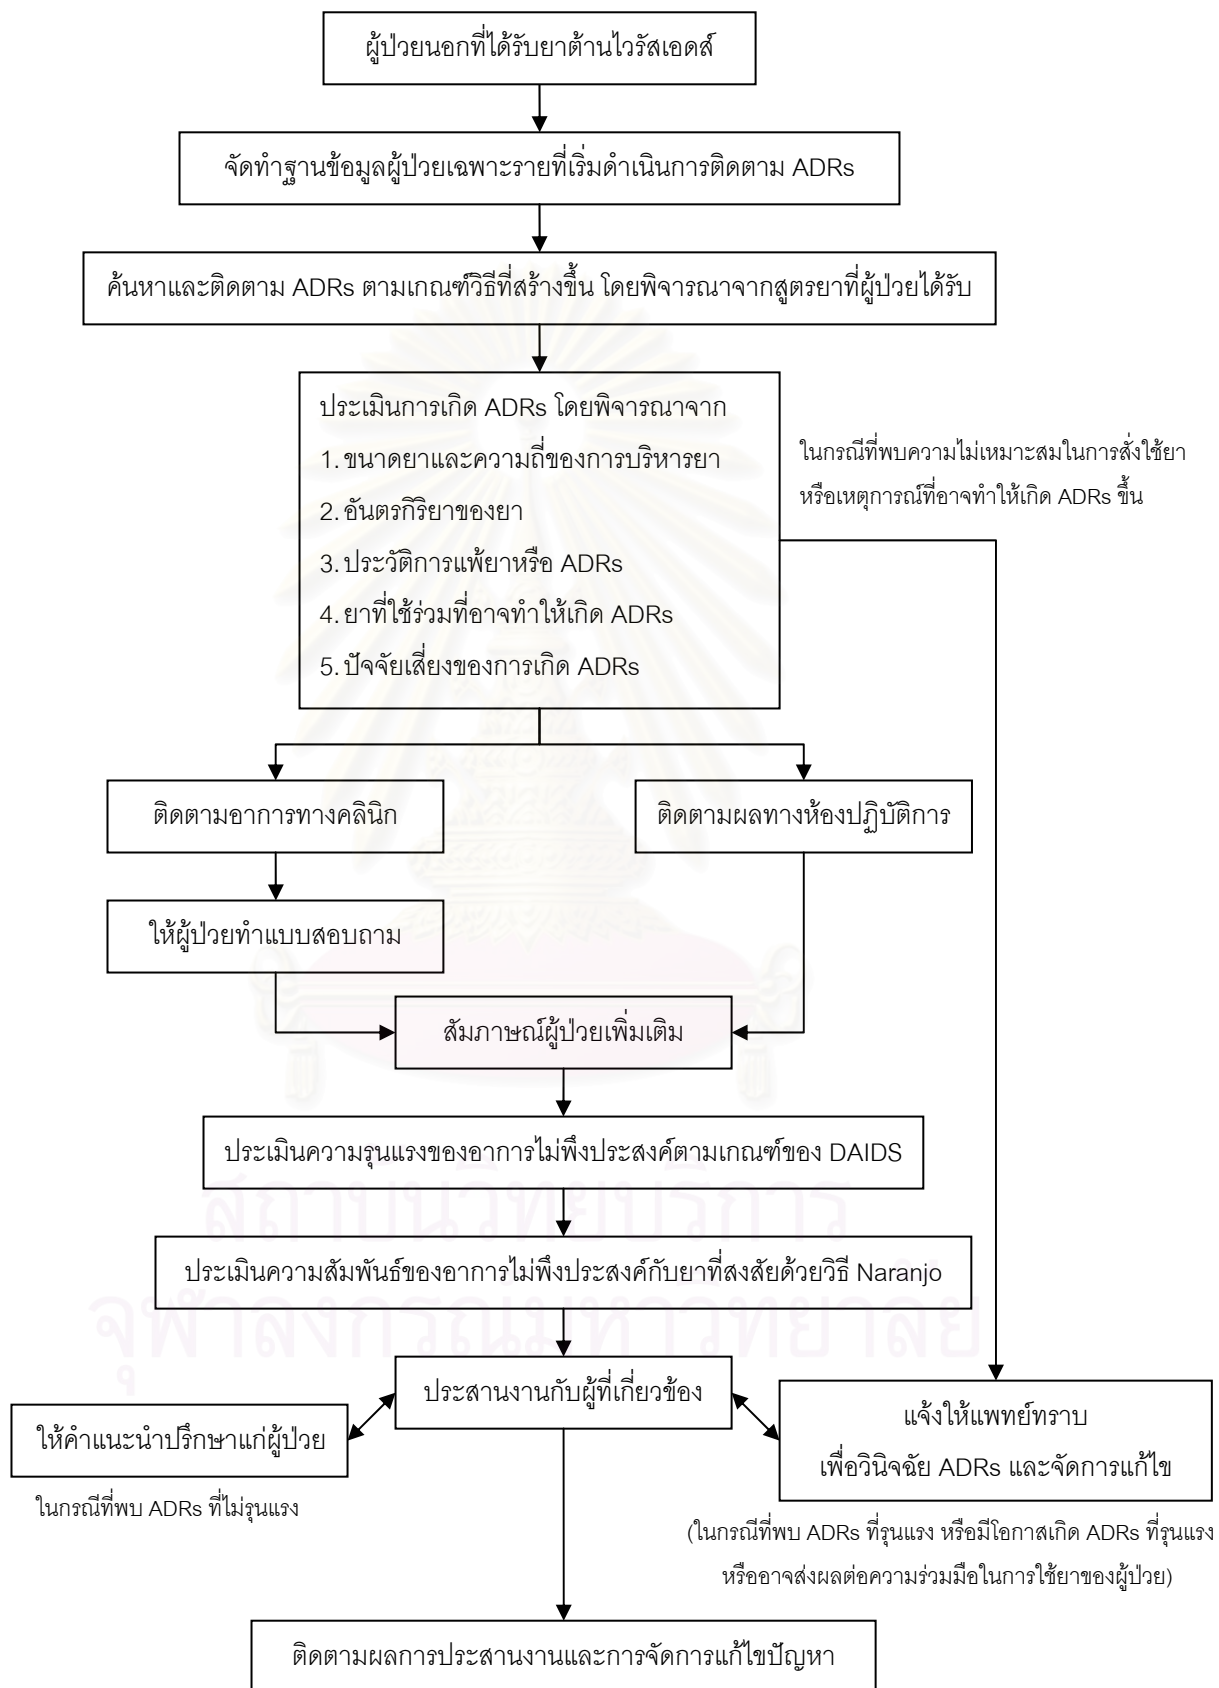 ผู้ป่วยนอกที่ได้รับยาต้านไวรัสเอดส์
จัดทำฐานข้อมูลผู้ป่วยเฉพาะรายที่เริ่มดำเนินการติดตาม ADRs
ค้นหาและติดตาม ADRs ตามเกณฑ์วิธีที่สร้างขึ้น โดยพิจารณาจากสูตรยาที่ผู้ป่วยได้รับ
ประเมินการเกิด ADRs โดยพิจารณาจาก
1. ขนาดยาและความถี่ของการบริหารยา
2. อันตรกิริยาของยา
3. ประวัติการแพ้ยาหรือ ADRs
4. ยาที่ใช้ร่วมที่อาจทำให้เกิด ADRs
5. ปัจจัยเสี่ยงของการเกิด ADRs
ในกรณีที่พบความไม่เหมาะสมในการสั่งใช้ยา
หรือเหตุการณ์ที่อาจทำให้เกิด ADRs ขึ้น
ติดตามอาการทางคลินิก
ติดตามผลทางห้องปฏิบัติการ
ให้ผู้ป่วยทำแบบสอบถาม
สัมภาษณ์ผู้ป่วยเพิ่มเติม
ประเมินความรุนแรงของอาการไม่พึงประสงค์ตามเกณฑ์ของ DAIDS
สถาบันวิทยบริการ
ประเมินความสัมพันธ์ของอาการไม่พึงประสงค์กับยาที่สงสัยด้วยวิธี Naranjo
จุฬาลงกรณ์มหาวิทยาลัย
ประสานงานกับผู้ที่เกี่ยวข้อง
ให้คำแนะนำปรึกษาแก่ผู้ป่วย
ในกรณีที่พบ ADRs ที่ไม่รุนแรง
แจ้งให้แพทย์ทราบ
เพื่อวินิจฉัย ADRs และจัดการแก้ไข
(ในกรณีที่พบ ADRs ที่รุนแรง หรือมีโอกาสเกิด ADRs ที่รุนแรง
หรืออาจส่งผลต่อความร่วมมือในการใช้ยาของผู้ป่วย)
ติดตามผลการประสานงานและการจัดการแก้ไขปัญหา